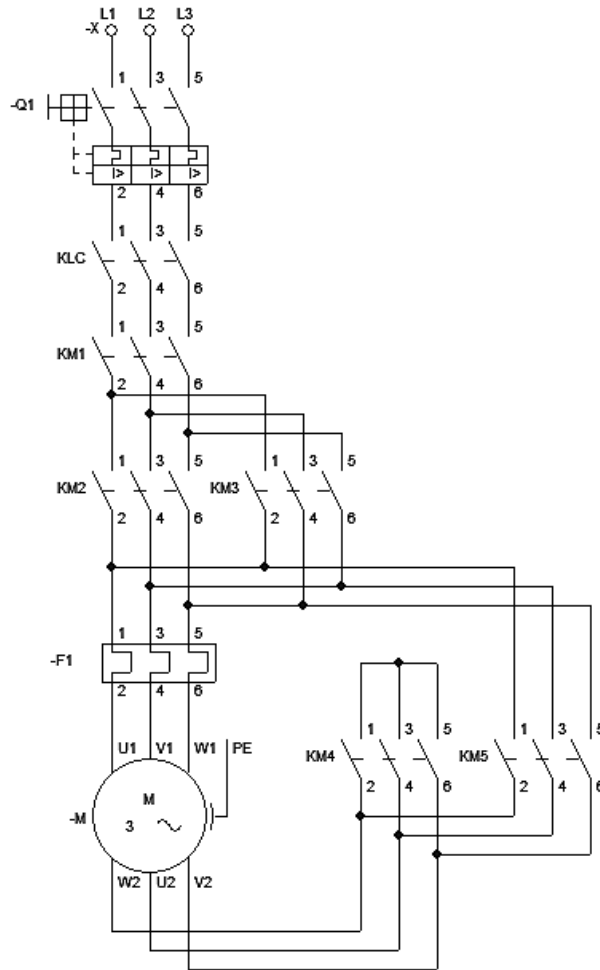 L1 L2 L3
-X
1 3 5
-Q1
I> I> I>
2 4 6
1 3 5
KLC
2 4 6
1 3 5
KM1
2 4 6
1 3 5 1 3 5
KM2 KM3
2 4 6 2 4 6
1 3 5
-F1
2 4 6
1 3 5 1 3 5
U1 V1 W1 PE KM4 KM5
2 4 6 2 4 6
M
-M 3
W2 U2 V2